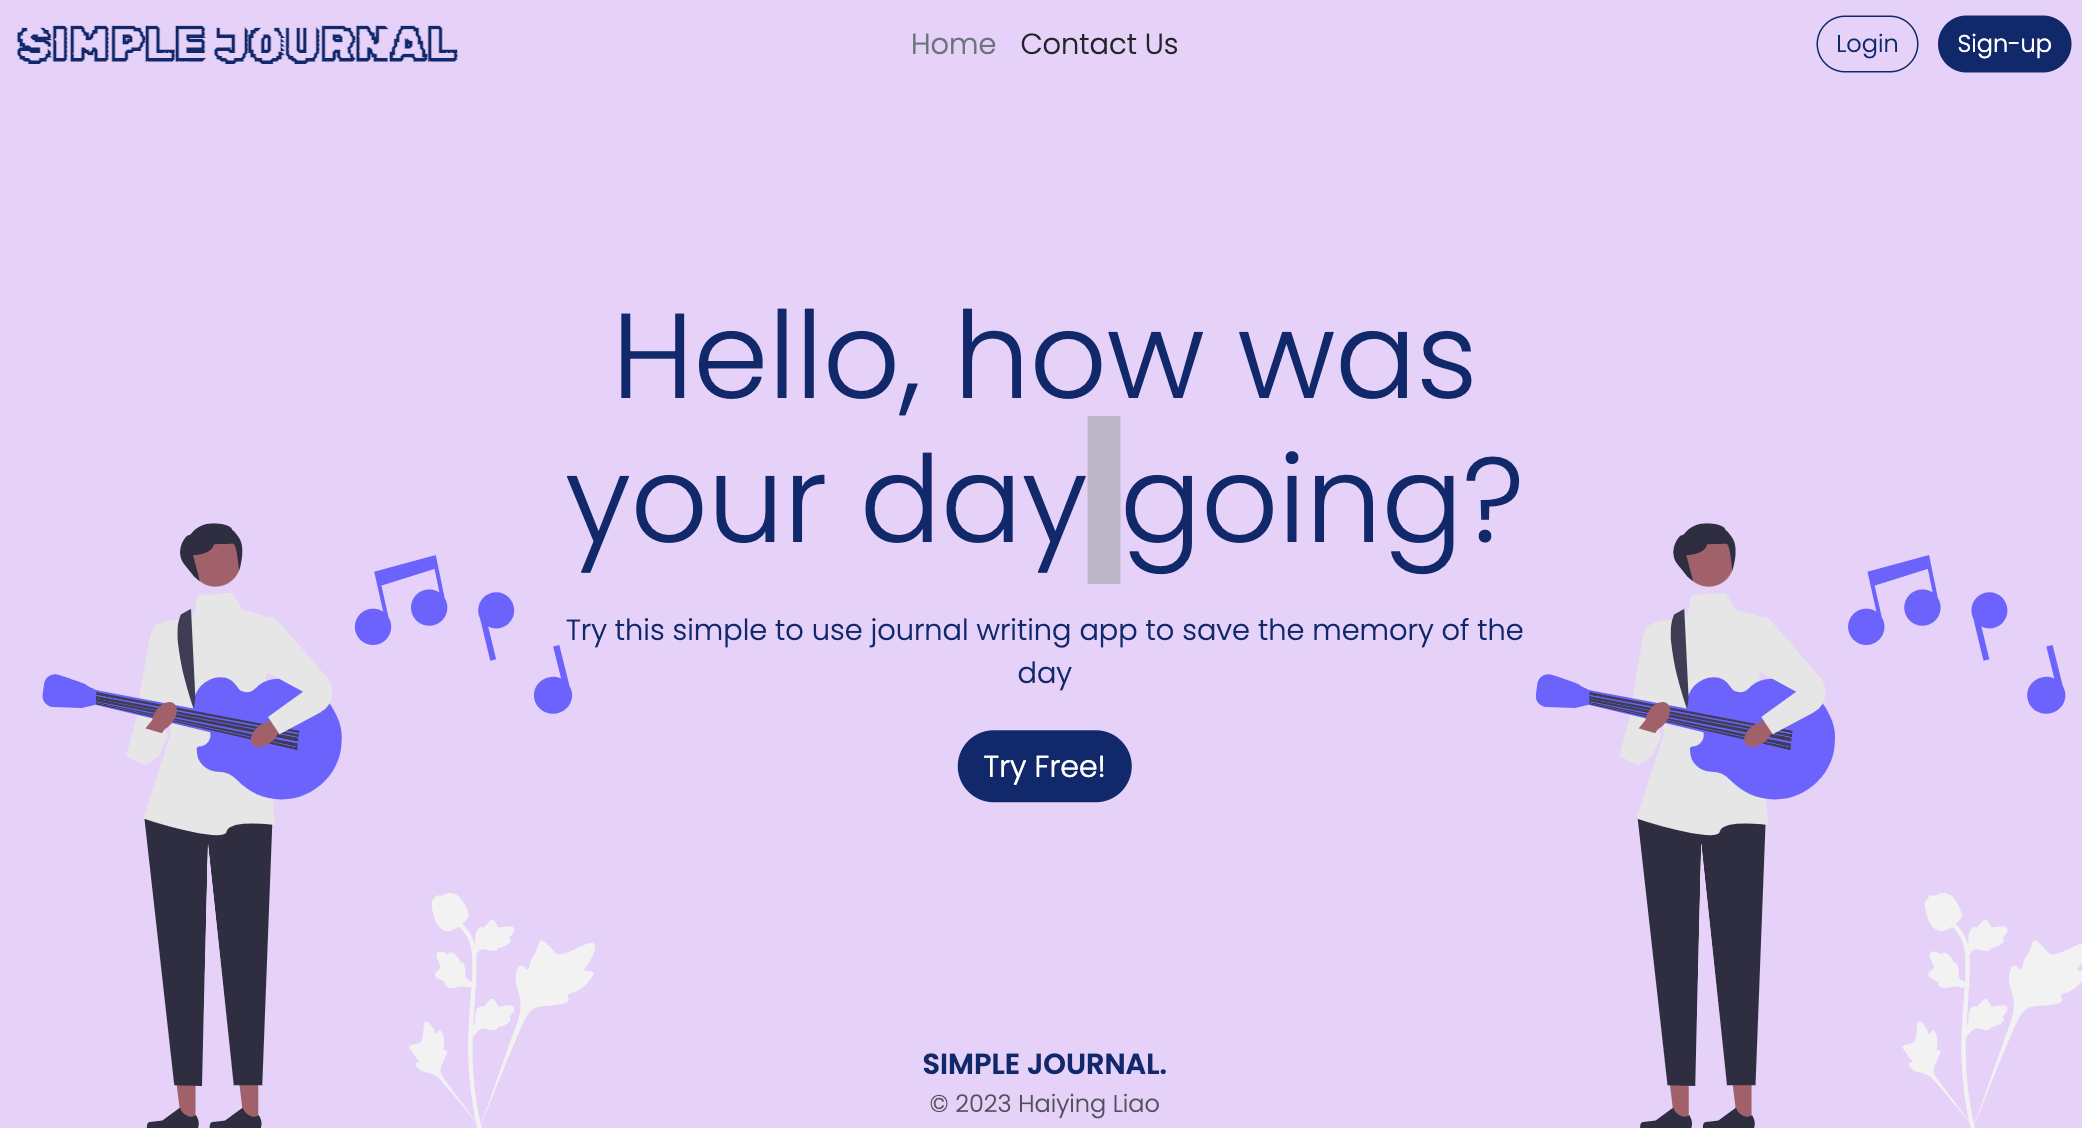 SIMPLE JOURNAL
Home Contact Us
Login Sign-up
Hello, how was
your day going?
Try this simple to use journal writing app to save the memory of the
day
Try Free!
SIMPLE JOURNAL.
© 2023 Haiying Liao